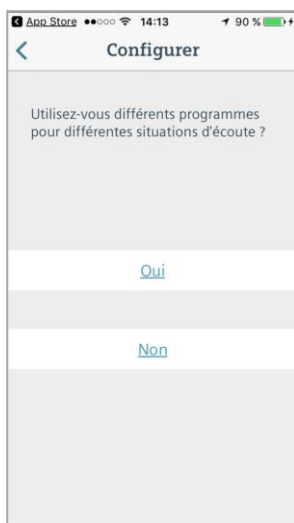 App Store 14:13 90 %
Configurer
Utilisez-vous différents programmes
pour différentes situations d'écoute ?
Oui
Non